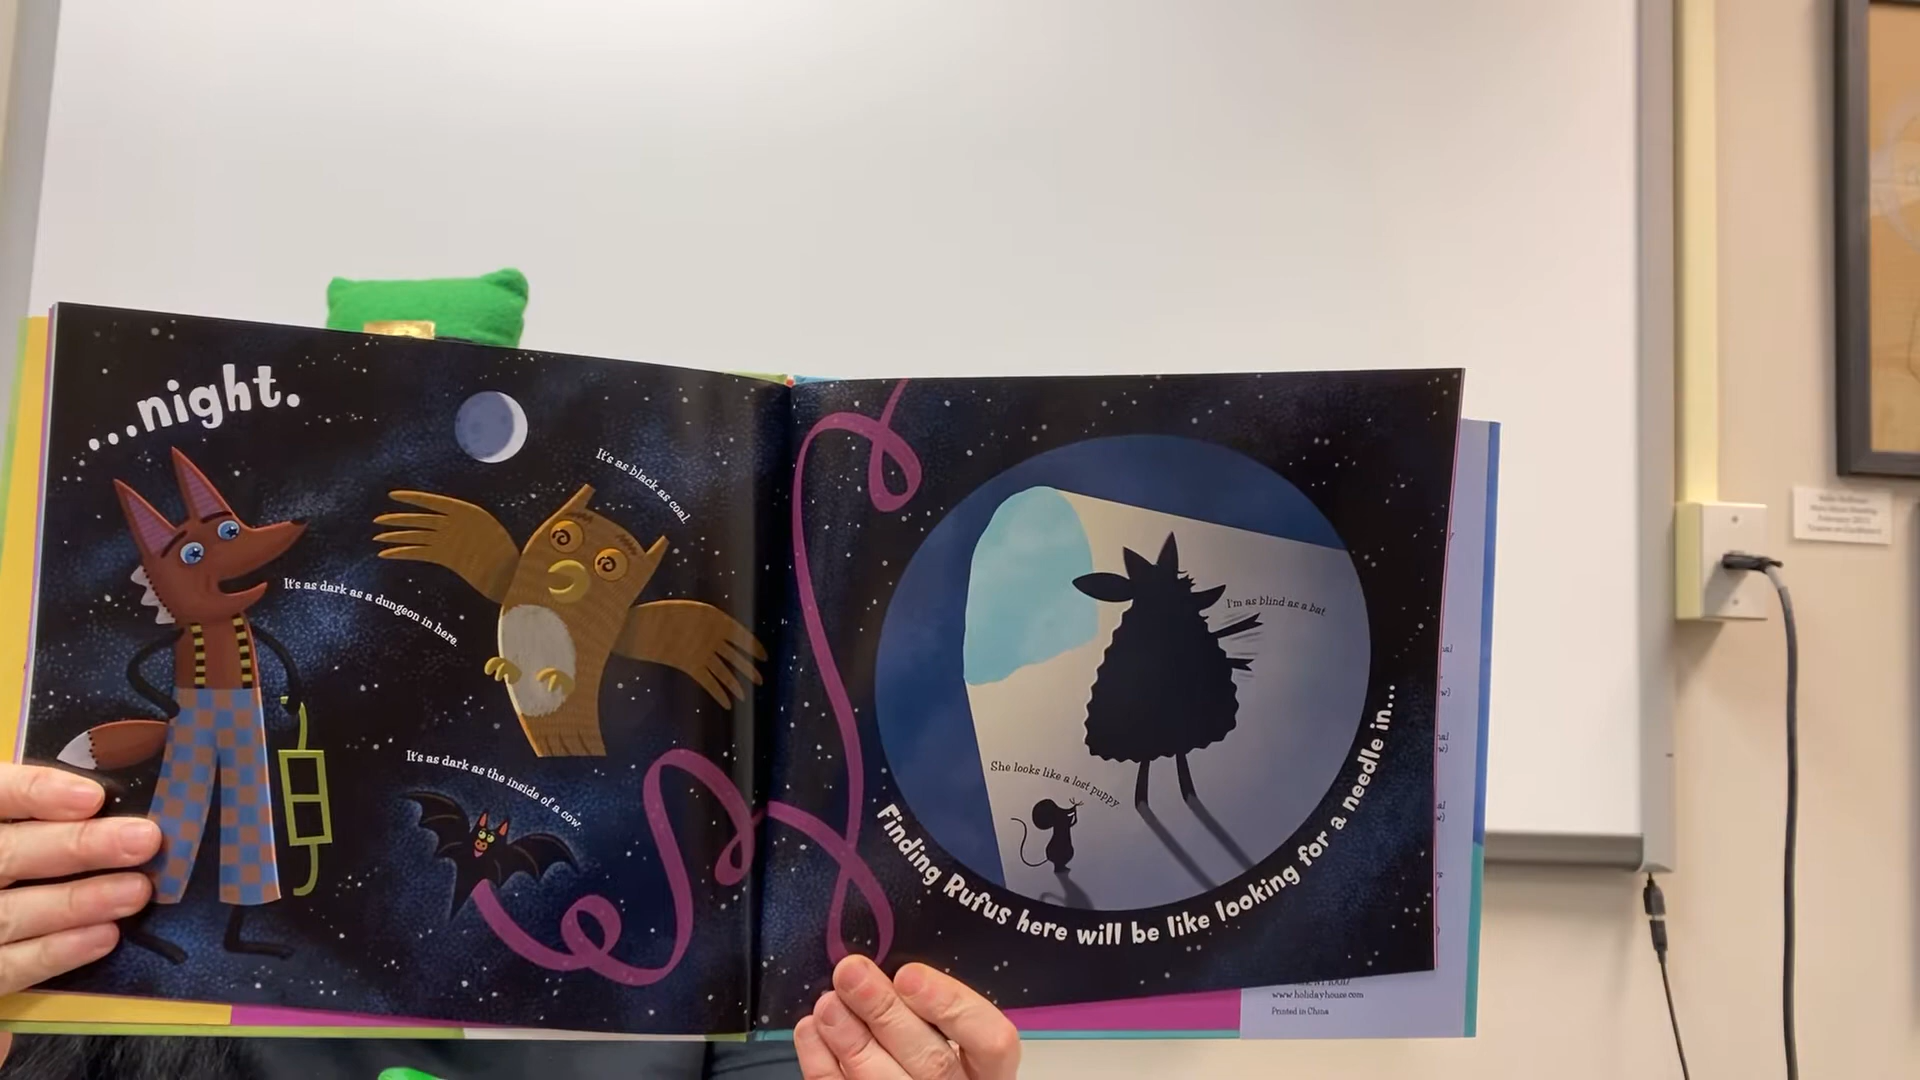 ...night.
It's as black as coal.
It's as dark as a dungeon in here.
It's as dark as the inside of a cow.
I'm as blind as a bat
She looks like a lost puppy
Finding Rufus here will be like looking for a needle in...
www.holidayhouse.com
Printed in China